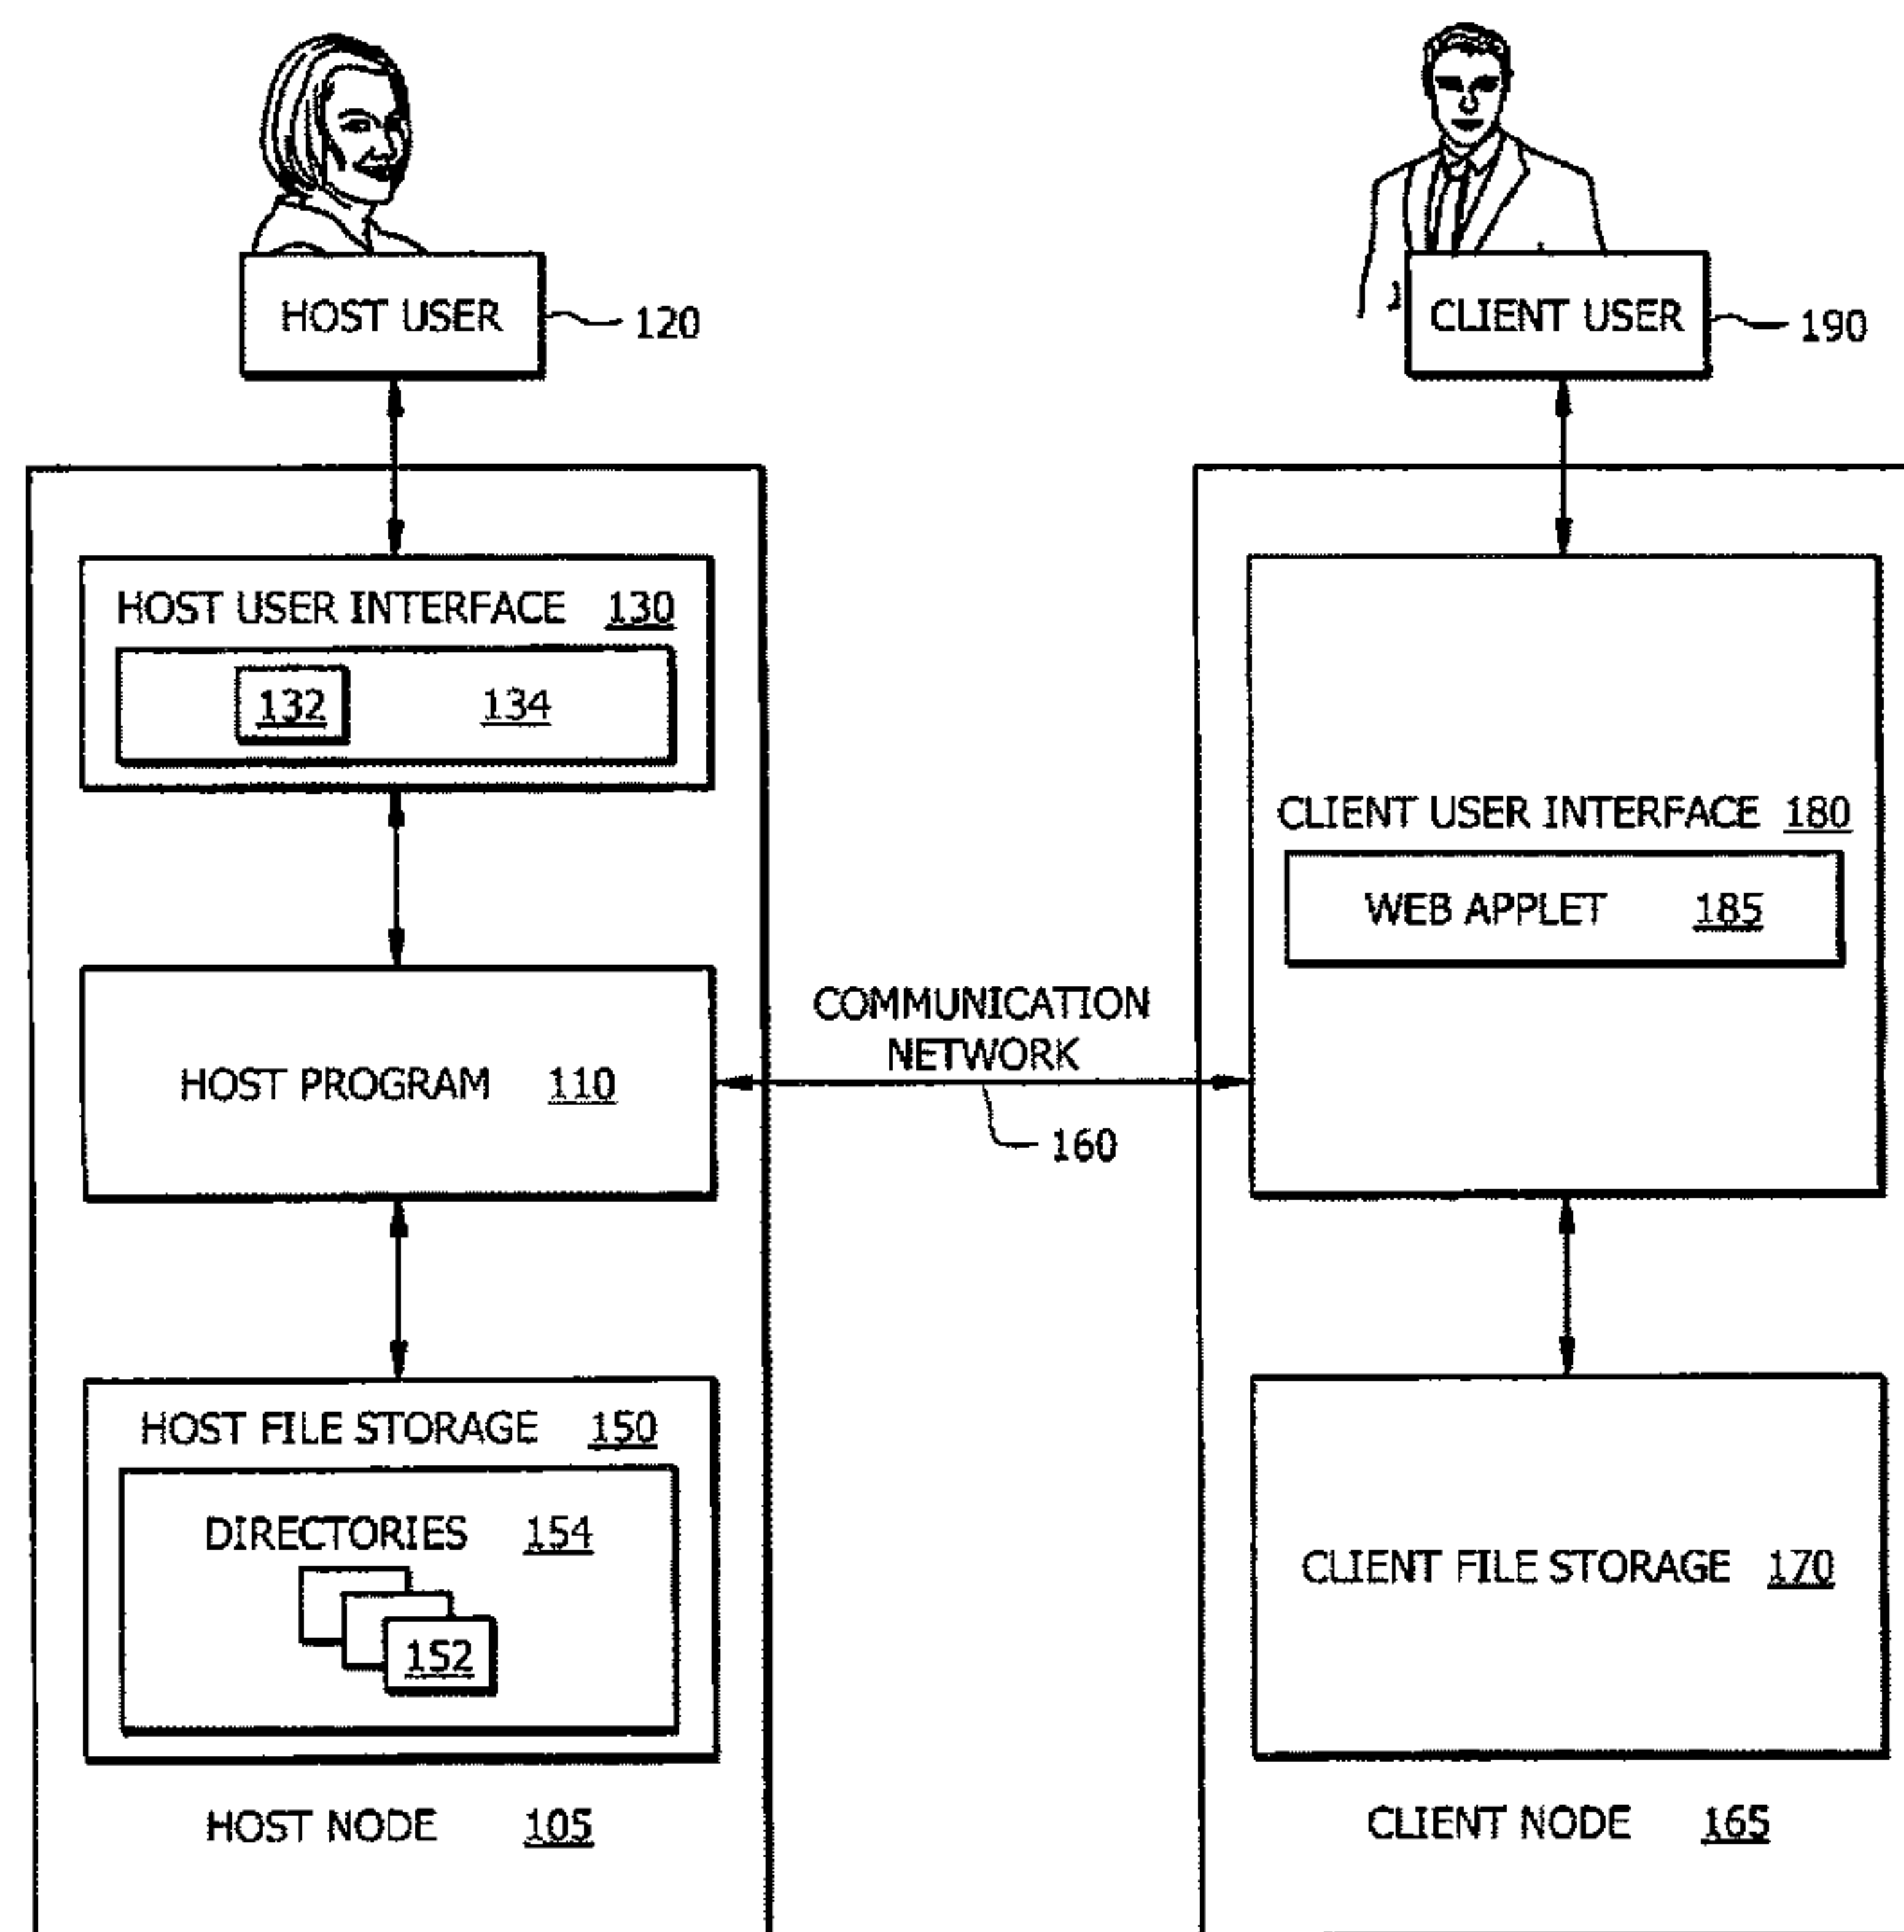 HOST USER
120
CLIENT USER
190
HOST USER INTERFACE 130
132 134
CLIENT USER INTERFACE 180
WEB APPLET 185
COMMUNICATION
NETWORK
160
HOST PROGRAM 110
HOST FILE STORAGE 150
DIRECTORIES 154
152
CLIENT FILE STORAGE 170
HOST NODE 105
CLIENT NODE 165